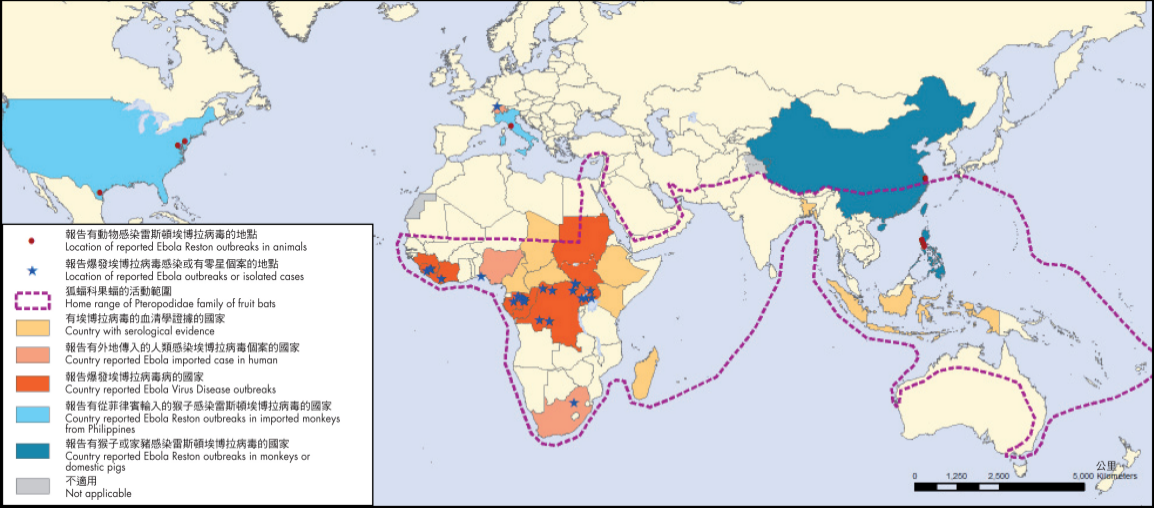 報告有動物感染雷斯頓埃博拉病毒的地點
Location of reported Ebola Reston outbreaks in animals
報告爆發埃博拉病毒感染或有零星個案的地點
Location of reported Ebola outbreaks or isolated cases
狐蝠科果蝠的活動範圍
Home range of Pteropodidae family of fruit bats
有埃博拉病毒的血清學證據的國家
Country with serological evidence
報告有外地傳入的人類感染埃博拉病毒個案的國家
Country reported Ebola imported case in human
報告爆發埃博拉病毒病的國家
Country reported Ebola Virus Disease outbreaks
報告有從菲律賓輸入的猴子感染雷斯頓埃博拉病毒的國家
Country reported Ebola Reston outbreaks in imported monkeys
from Philippines
報告有猴子或家豬感染雷斯頓埃博拉病毒的國家
Country reported Ebola Reston outbreaks in monkeys or
domestic pigs
不適用
Not applicable
公里
0 1,250 2,500 5,000 Kilometers